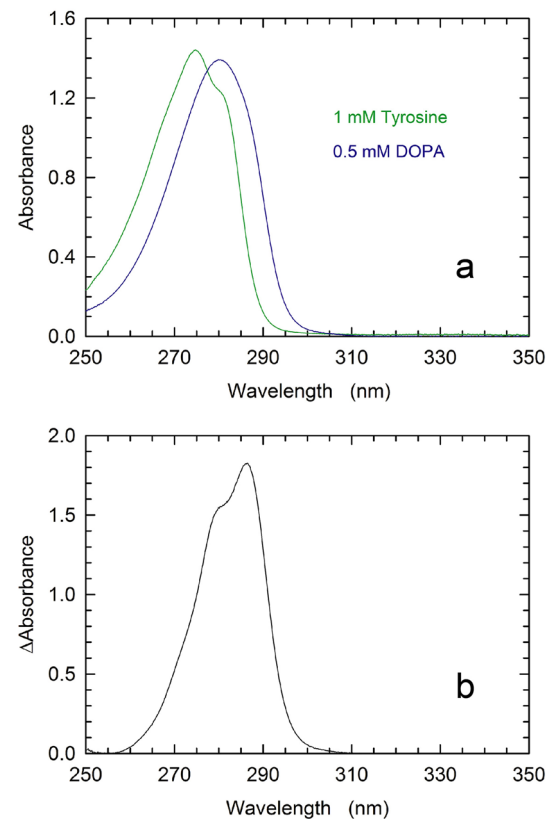 1.6
1.2
0.8
0.4
0.0
Absorbance
1 mM Tyrosine
0.5 mM DOPA
a
250 270 290 310 330 350
Wavelength (nm)
2.0
1.5
1.0
0.5
0.0
ΔAbsorbance
b
250 270 290 310 330 350
Wavelength (nm)